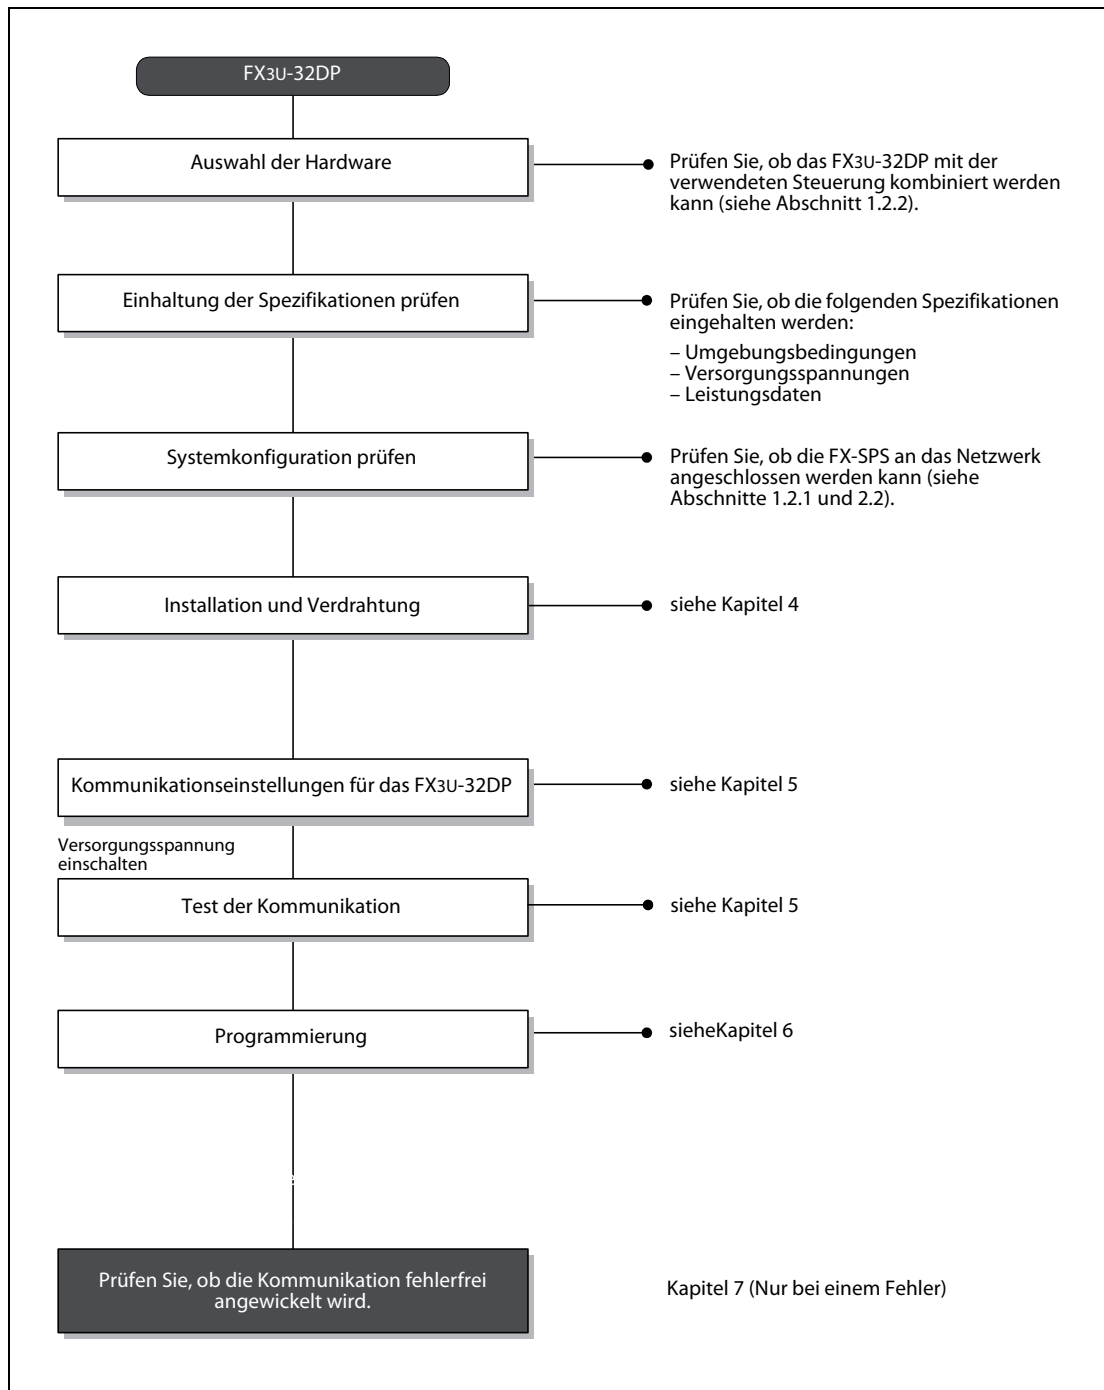 FX3U-32DP
Auswahl der Hardware
Prüfen Sie, ob das FX3U-32DP mit der
verwendeten Steuerung kombiniert werden
kann (siehe Abschnitt 1.2.2).
Einhaltung der Spezifikationen prüfen
Prüfen Sie, ob die folgenden Spezifikationen
eingehalten werden:
– Umgebungsbedingungen
– Versorgungsspannungen
– Leistungsdaten
Systemkonfiguration prüfen
Prüfen Sie, ob die FX-SPS an das Netzwerk
angeschlossen werden kann (siehe
Abschnitte 1.2.1 und 2.2).
Installation und Verdrahtung
siehe Kapitel 4
Kommunikationseinstellungen für das FX3U-32DP
siehe Kapitel 5
Versorgungsspannung
einschalten
Test der Kommunikation
siehe Kapitel 5
Programmierung
sieheKapitel 6
Prüfen Sie, ob die Kommunikation fehlerfrei
angewickelt wird.
Kapitel 7 (Nur bei einem Fehler)